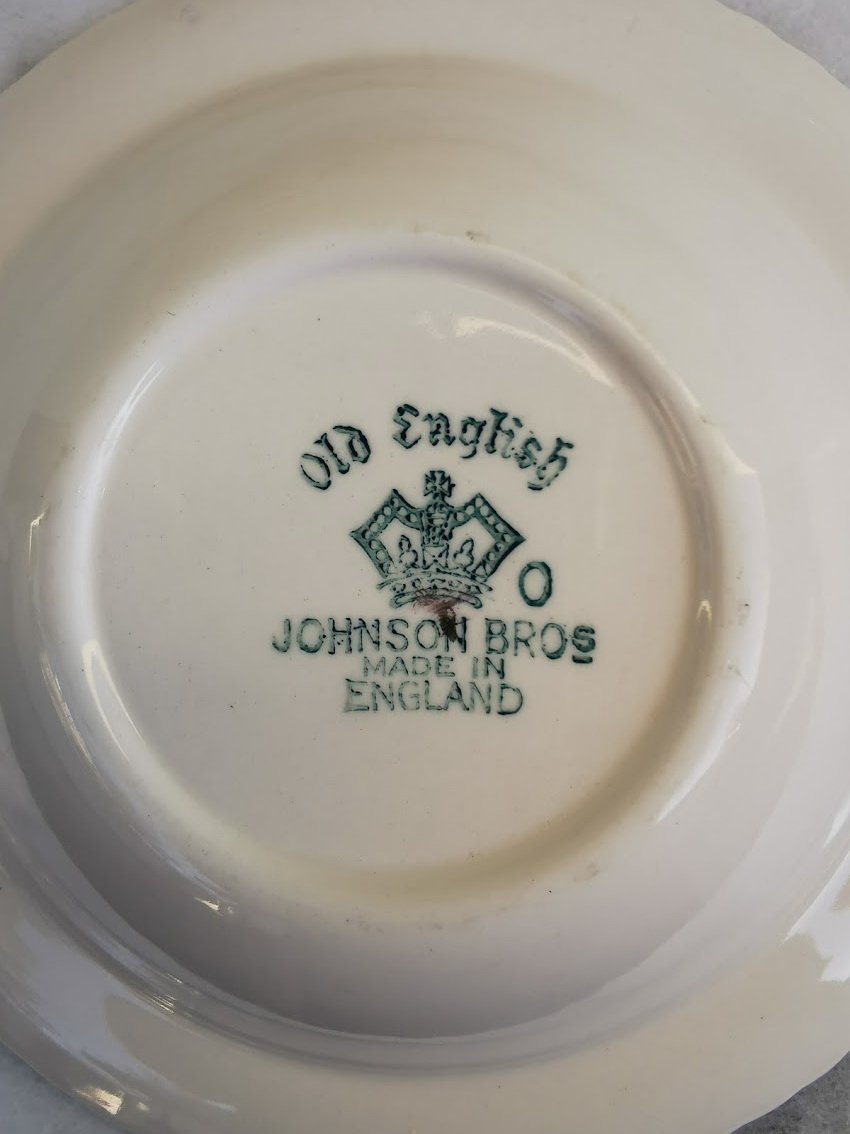 Old English
O
JOHNSON BROS
MADE IN
ENGLAND